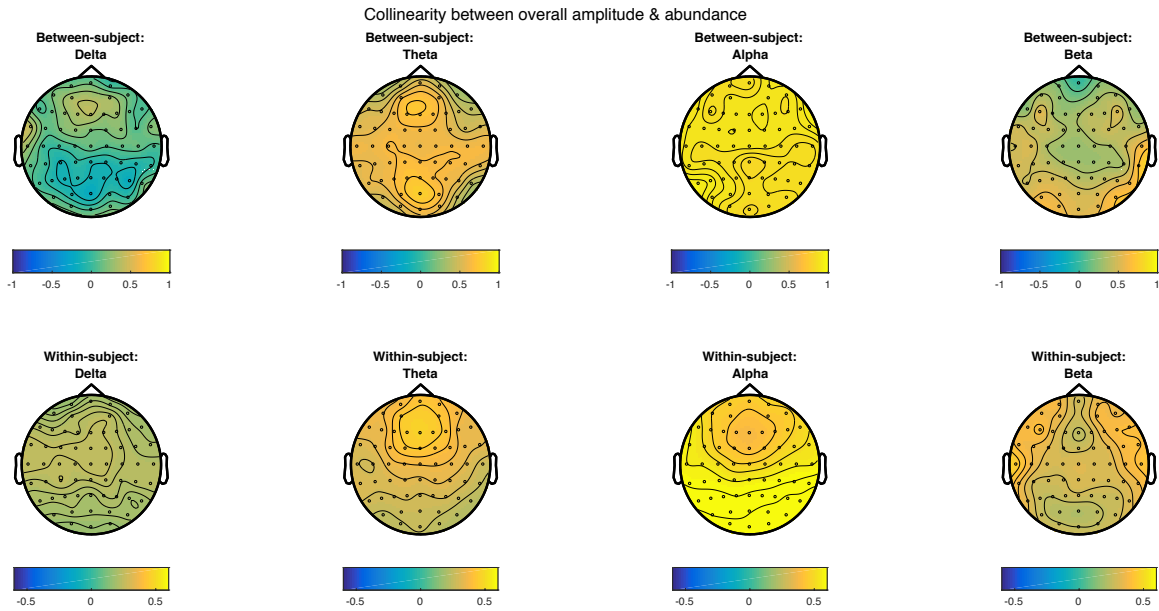 Collinearity between overall amplitude & abundance
Between-subject:
Delta
Between-subject:
Theta
Between-subject:
Alpha
Between-subject:
Beta
-1 -0.5 0 0.5 1
-1 -0.5 0 0.5 1
-1 -0.5 0 0.5 1
-1 -0.5 0 0.5 1
Within-subject:
Delta
Within-subject:
Theta
Within-subject:
Alpha
Within-subject:
Beta
-0.5 0 0.5
-0.5 0 0.5
-0.5 0 0.5
-0.5 0 0.5